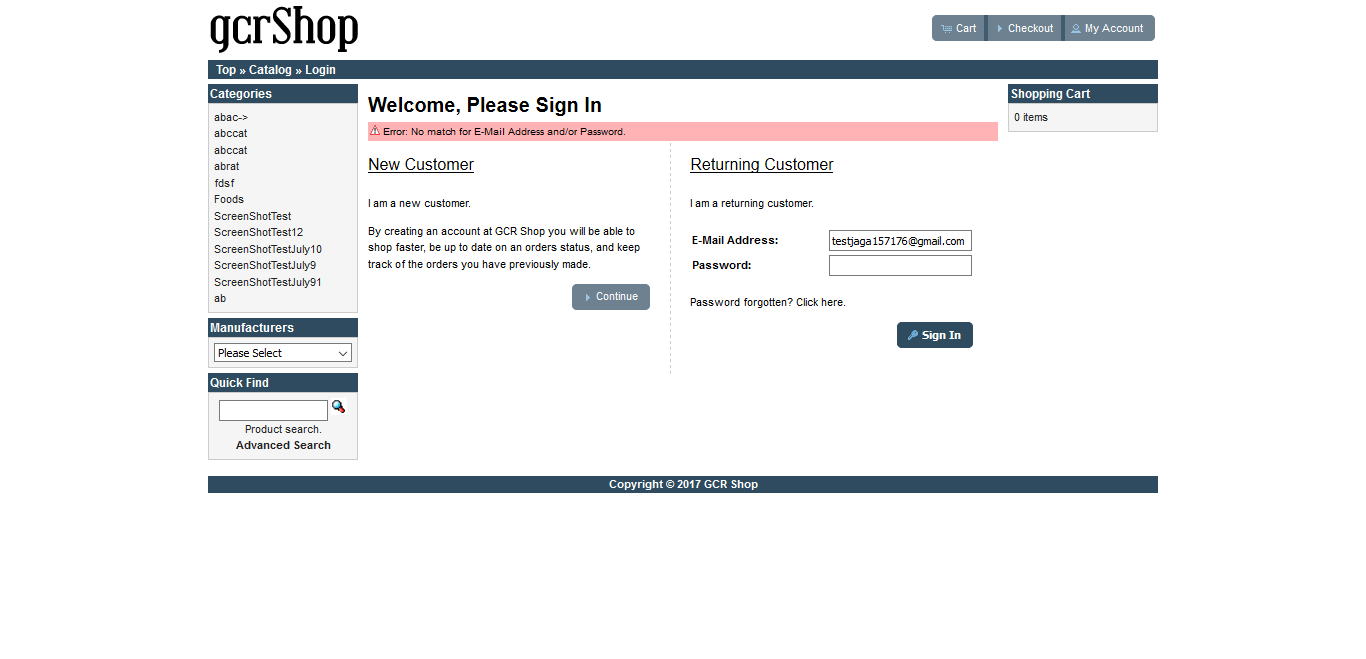 gcrShop
Cart
Checkout
My Account
Top » Catalog » Login
Categories
abac->
abccat
abccat
abrat
fdsf
Foods
ScreenShotTest
ScreenShotTest12
ScreenShotTestJuly10
ScreenShotTestJuly9
ScreenShotTestJuly91
ab
Manufacturers
Please Select
Quick Find
Product search.
Advanced Search
Welcome, Please Sign In
Error: No match for E-Mail Address and/or Password.
New Customer
I am a new customer.
By creating an account at GCR Shop you will be able to
shop faster, be up to date on an orders status, and keep
track of the orders you have previously made.
Continue
Returning Customer
I am a returning customer.
E-Mail Address:
testjaga157176@gmail.com
Password:
Password forgotten? Click here.
Sign In
Shopping Cart
0 items
Copyright © 2017 GCR Shop